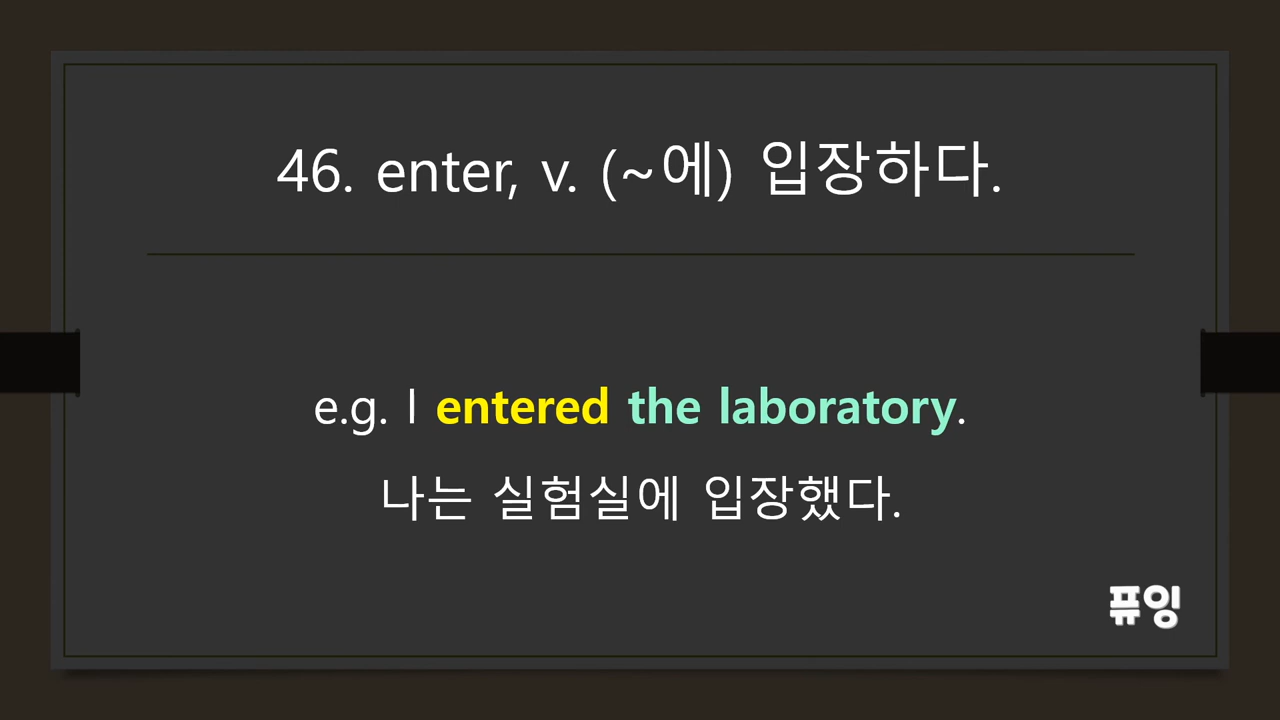 46. enter, v. (~에) 입장하다.
e.g. I entered the laboratory.
나는 실험실에 입장했다.
퓨잉